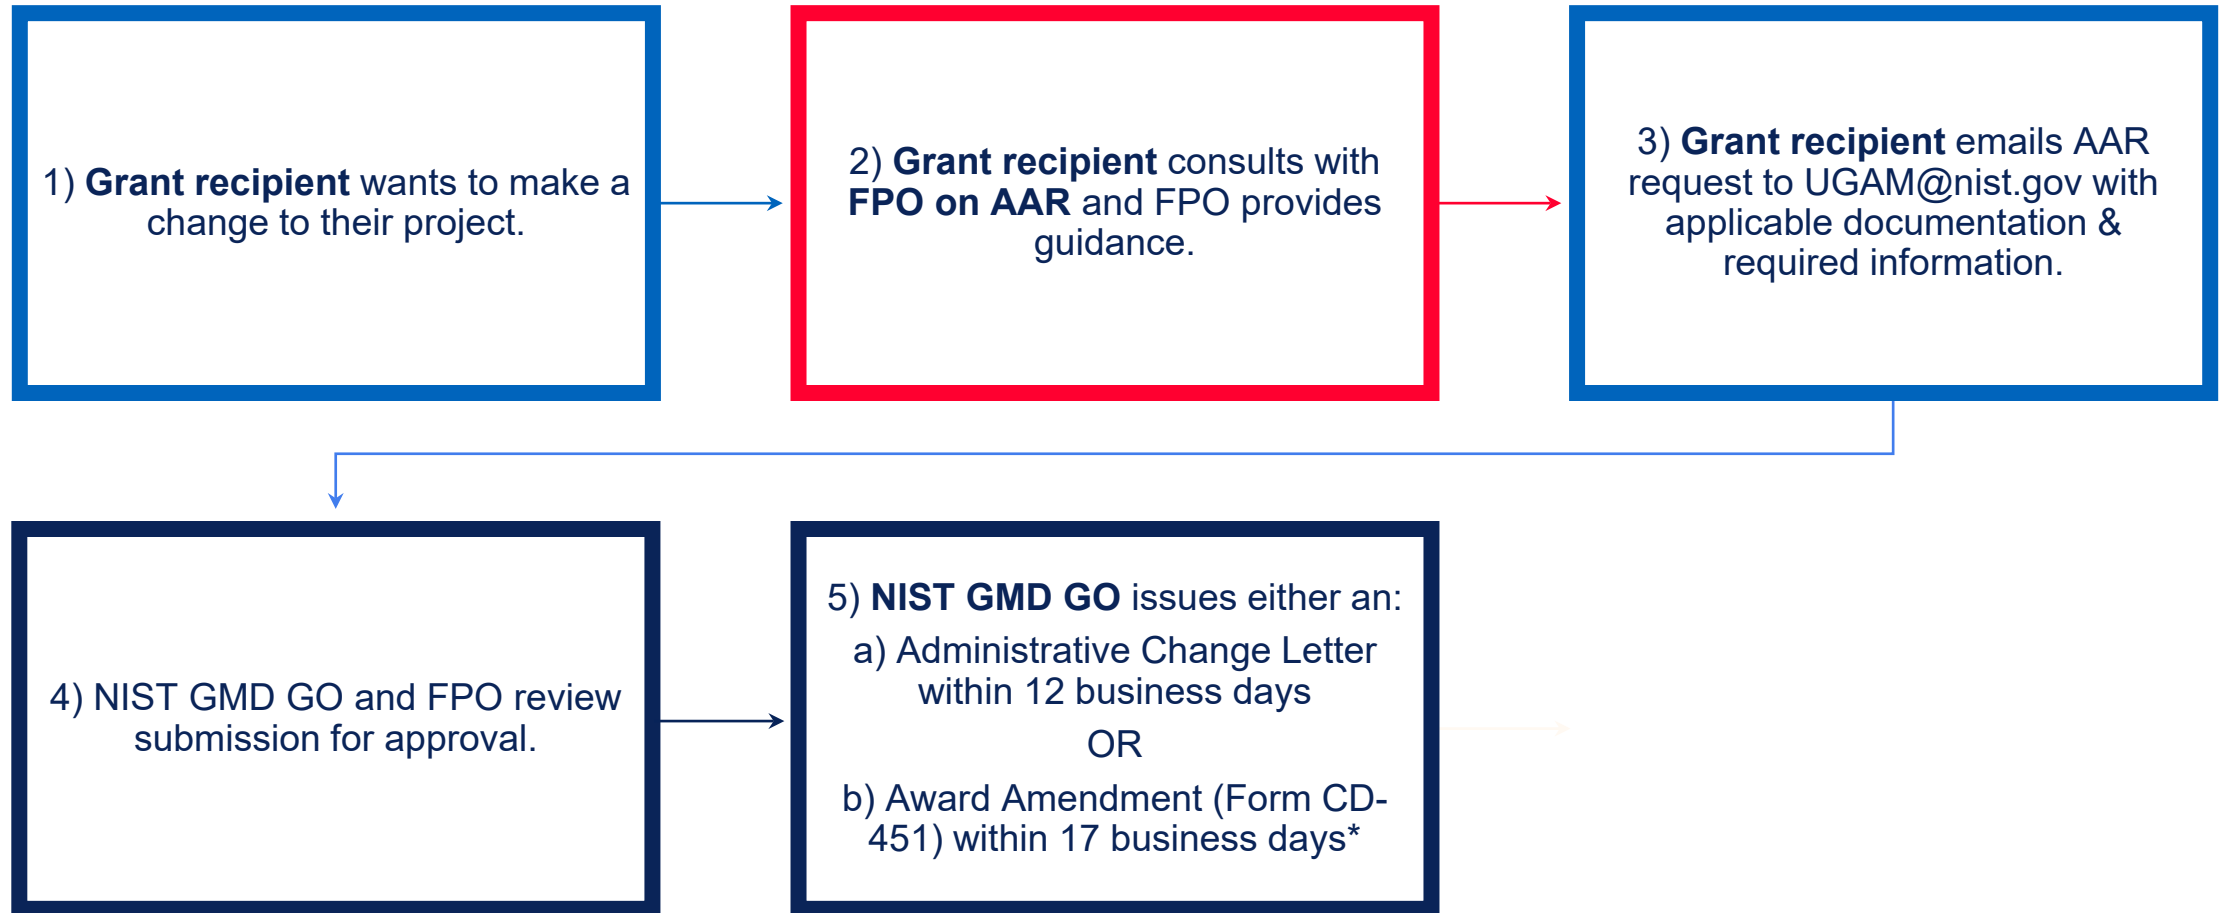 1) Grant recipient wants to make a
change to their project.
2) Grant recipient consults with
FPO on AAR and FPO provides
guidance.
3) Grant recipient emails AAR
request to UGAM@nist.gov with
applicable documentation &
required information.
4) NIST GMD GO and FPO review
submission for approval.
5) NIST GMD GO issues either an:
a) Administrative Change Letter
within 12 business days
OR
b) Award Amendment (Form CD-
451) within 17 business days*